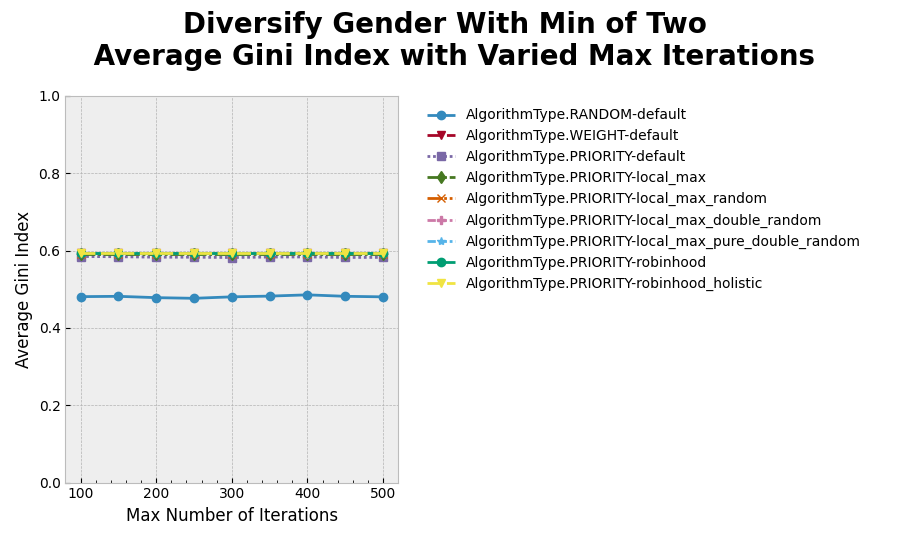 Diversify Gender With Min of Two
Average Gini Index with Varied Max Iterations
1.0
0.8
0.6
0.4
0.2
0.0
Average Gini Index
100
200
300
400
500
Max Number of Iterations
AlgorithmType.RANDOM-default
AlgorithmType.WEIGHT-default
AlgorithmType.PRIORITY-default
AlgorithmType.PRIORITY-local_max
AlgorithmType.PRIORITY-local_max_random
AlgorithmType.PRIORITY-local_max_double_random
AlgorithmType.PRIORITY-local_max_pure_double_random
AlgorithmType.PRIORITY-robinhood
AlgorithmType.PRIORITY-robinhood_holistic